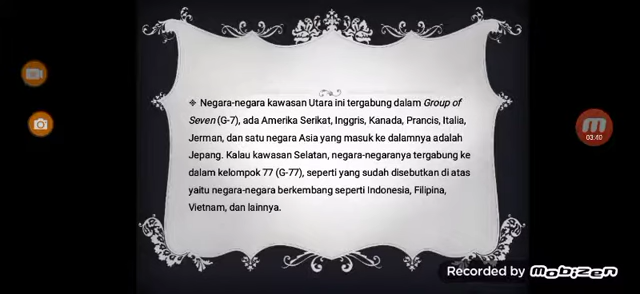 ❖ Negara-negara kawasan Utara ini tergabung dalam Group of
Seven (G-7), ada Amerika Serikat, Inggris, Kanada, Prancis, Italia,
Jerman, dan satu negara Asia yang masuk ke dalamnya adalah
Jepang. Kalau kawasan Selatan, negara-negaranya tergabung ke
dalam kelompok 77 (G-77), seperti yang sudah disebutkan di atas
yaitu negara-negara berkembang seperti Indonesia, Filipina,
Vietnam, dan lainnya.
03:40
Recorded by Mobizen